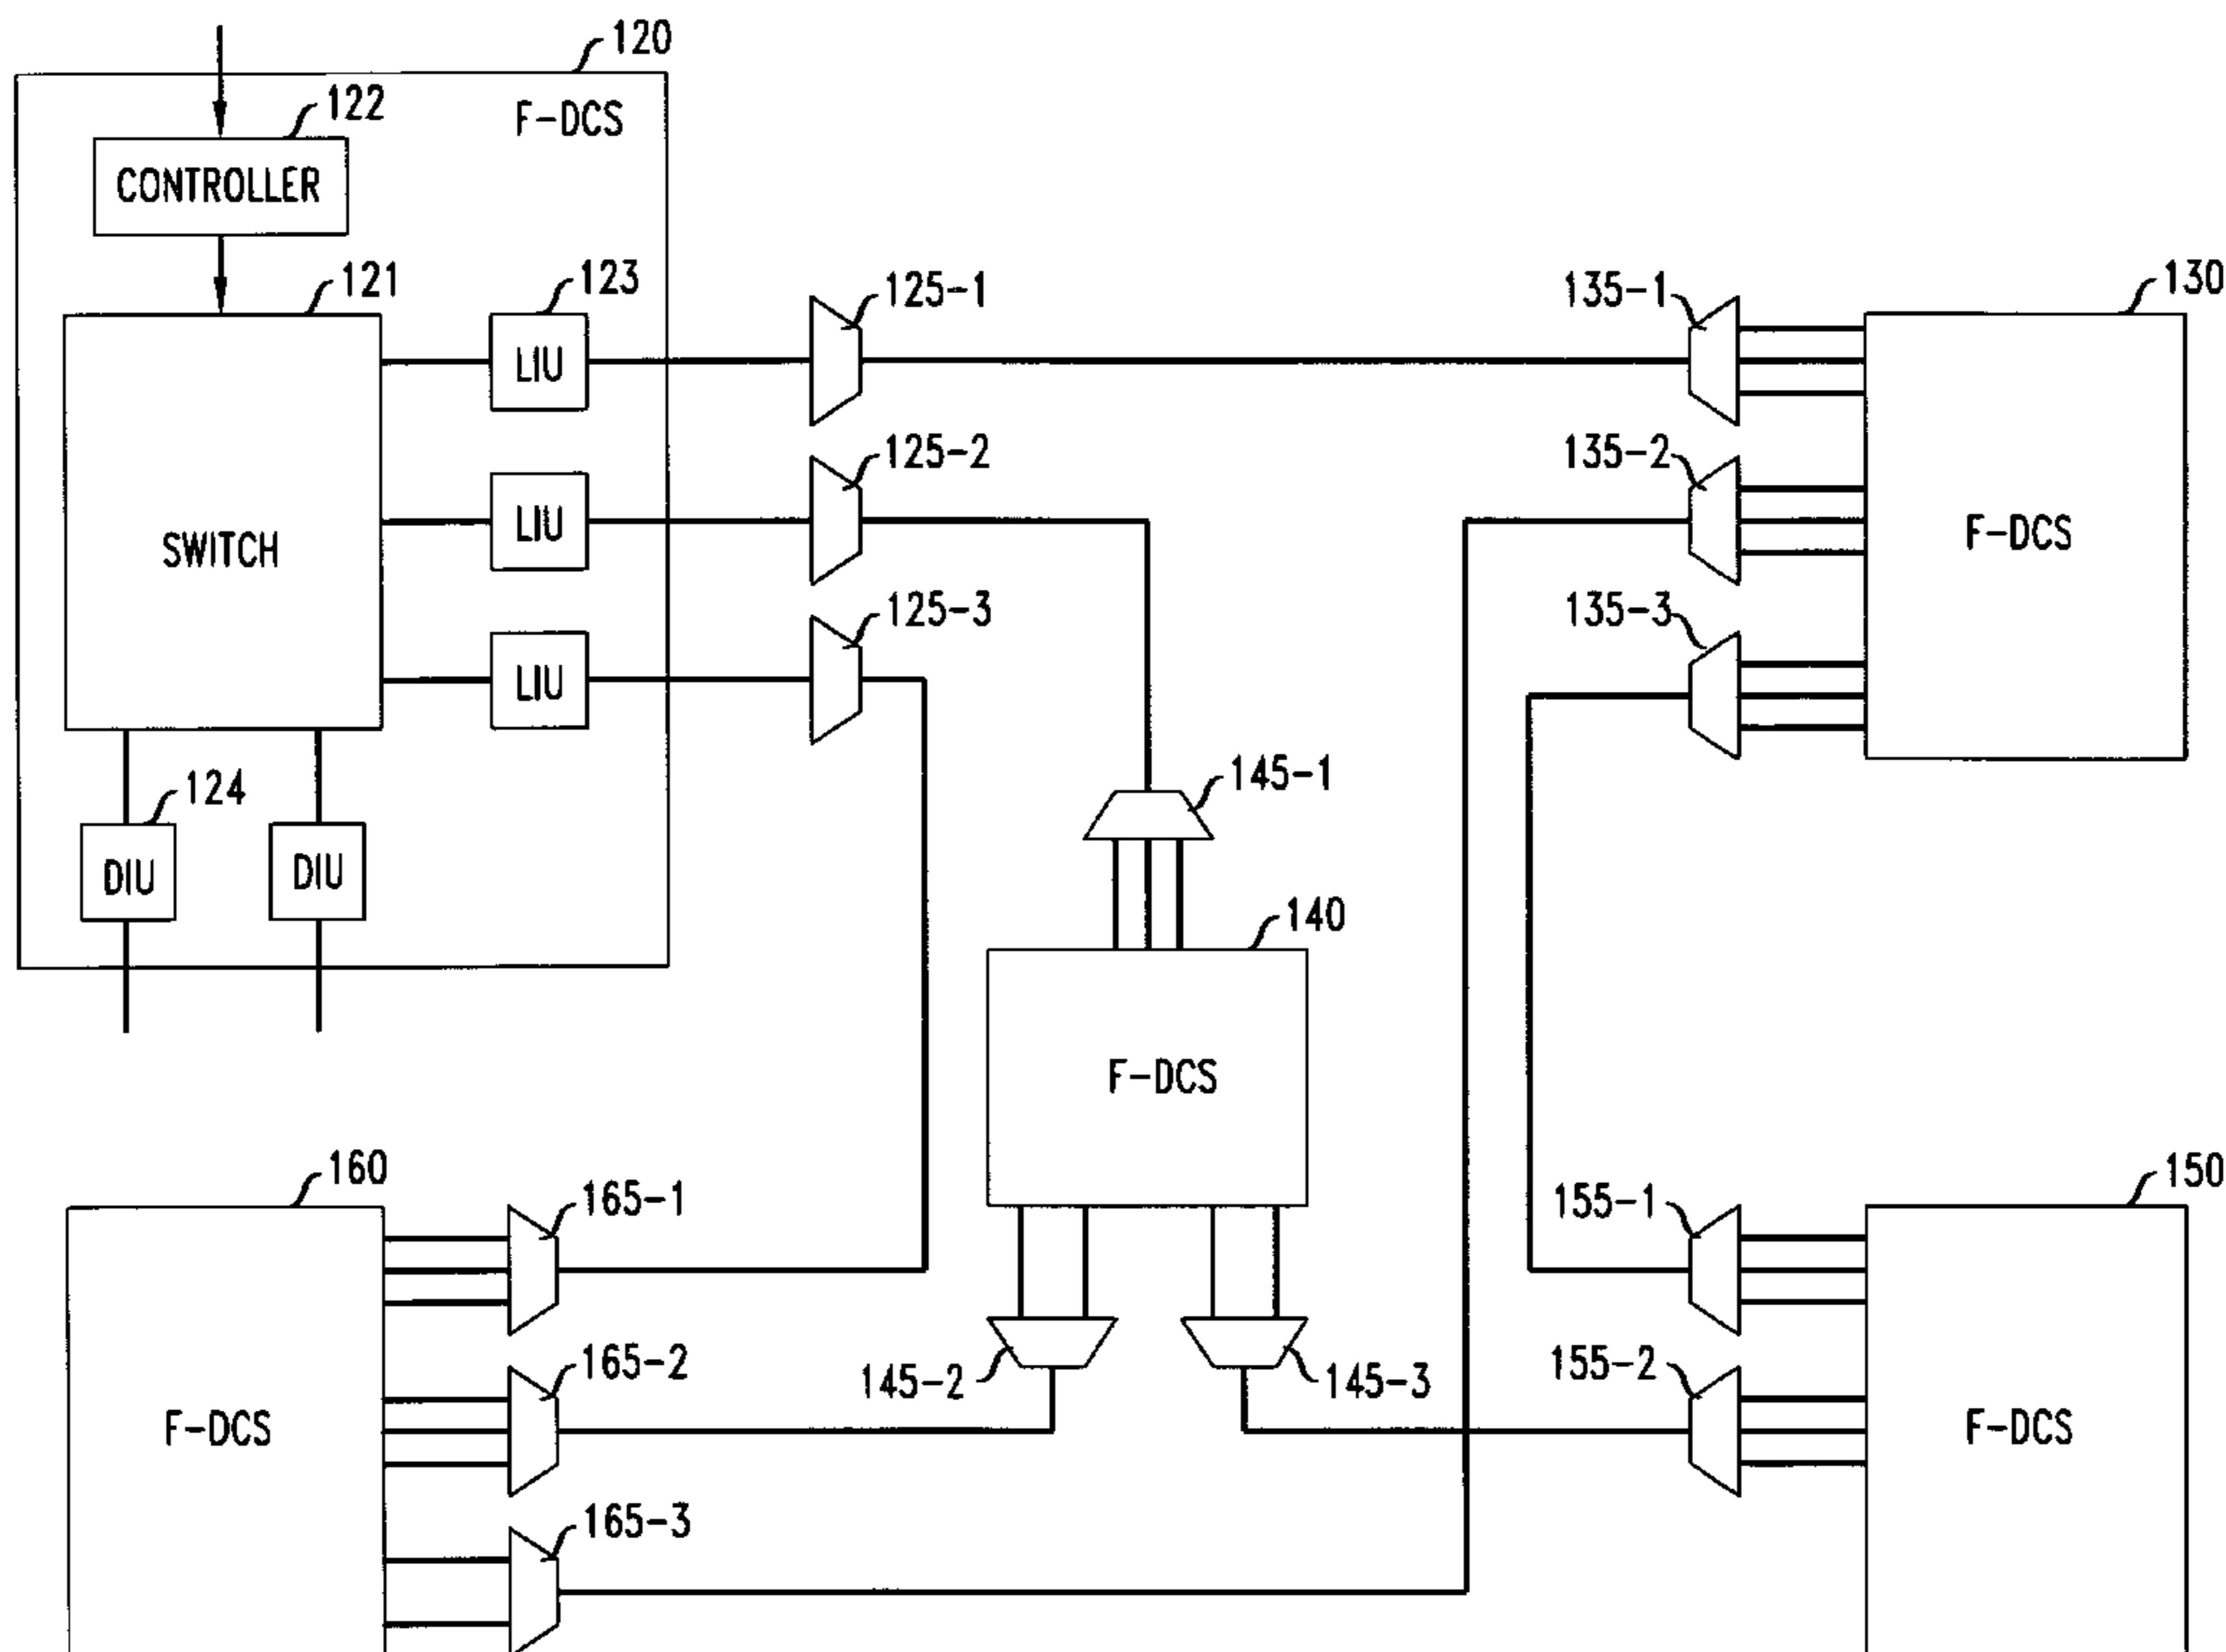 120
F-DCS
122
CONTROLLER
121
123
125-1
135-1
130
LIU
125-2
135-2
LIU
SWITCH
F-DCS
125-3
135-3
LIU
124
145-1
DIU
DIU
140
F-DCS
160
165-1
155-1
150
165-2
145-2
145-3
155-2
F-DCS
F-DCS
165-3